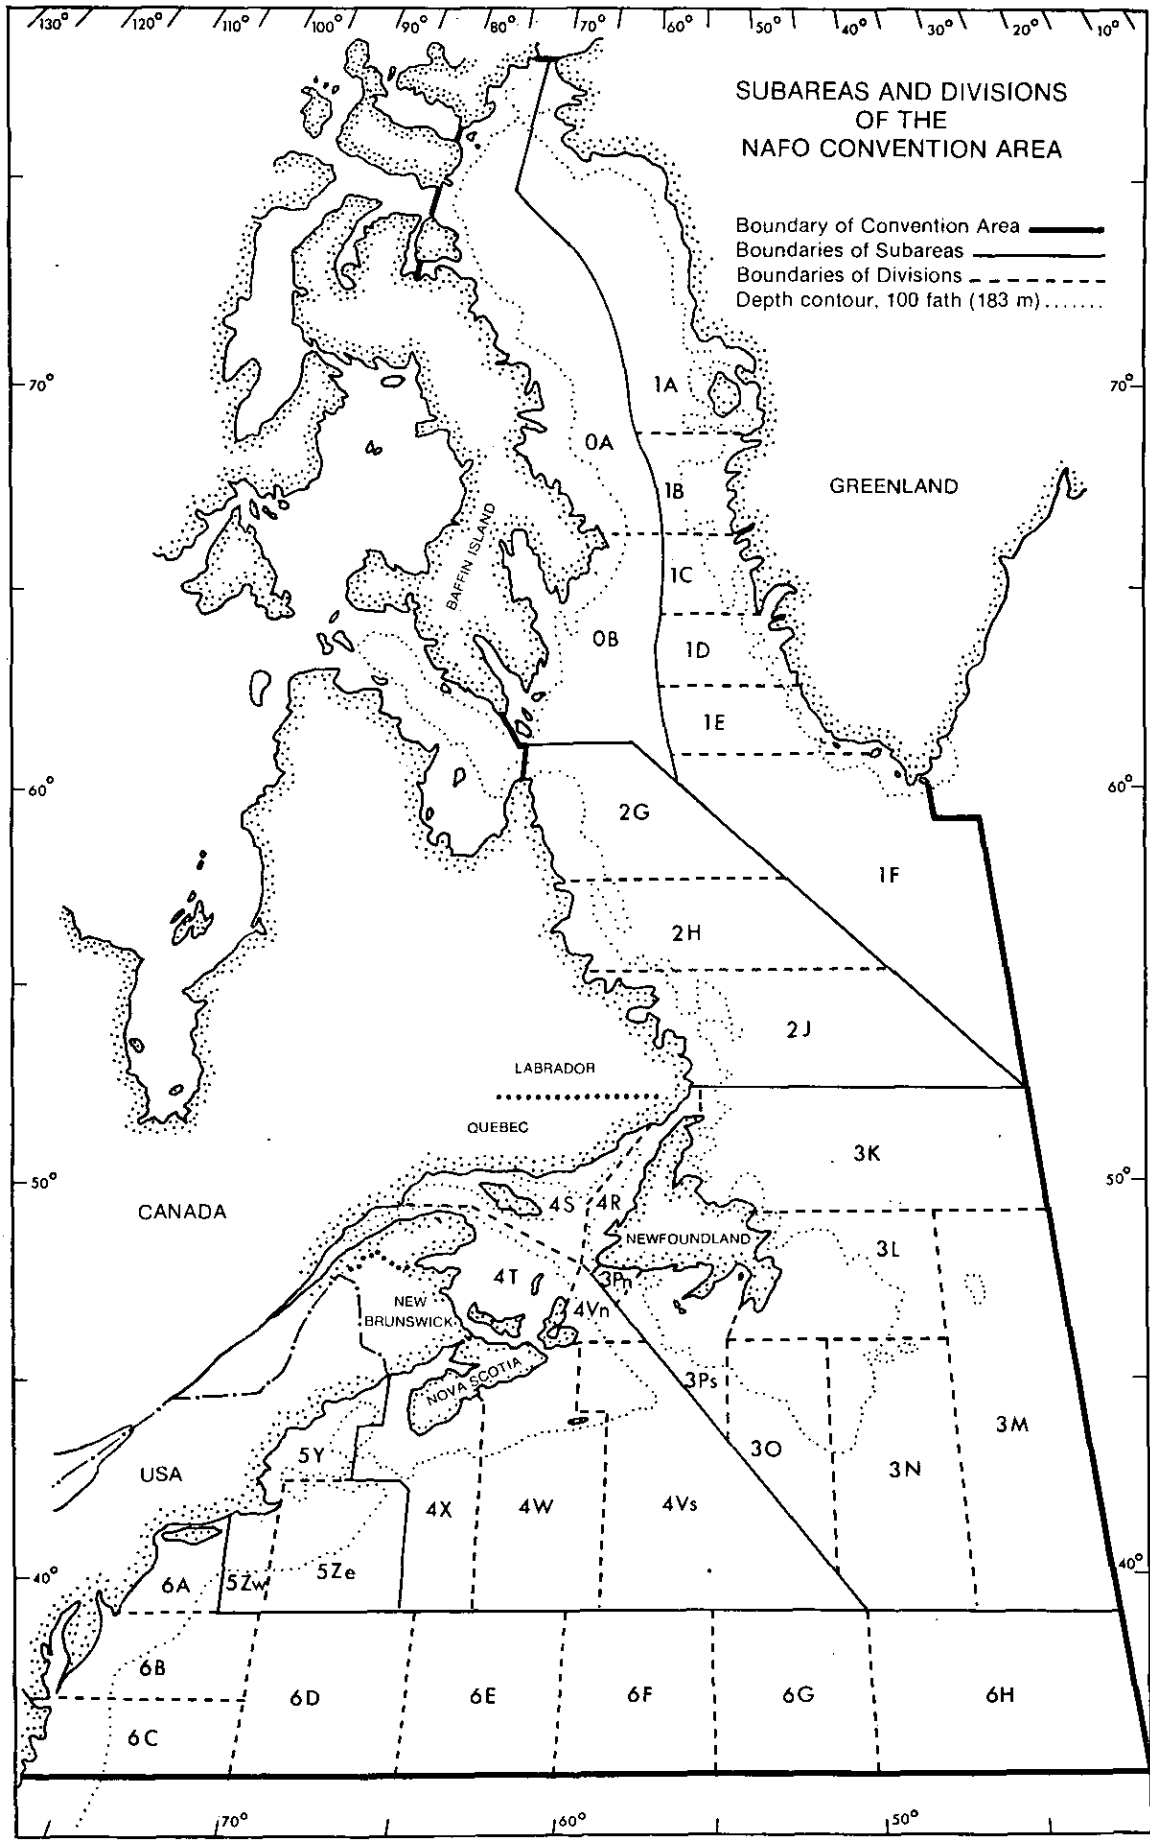 130° 110° 100° 90° 80° 70° 60° 50° 40° 30° 20° 10°
SUBAREAS AND DIVISIONS
OF THE
NAFO CONVENTION AREA
Boundary of Convention Area
Boundaries of Subareas
Boundaries of Divisions
Depth contour, 100 fath (183 m)
70° 70°
1A
0A
1B
GREENLAND
BAFFIN ISLAND
1C
0B
1D
1E
60° 60°
2G
1F
2H
2J
LABRADOR
QUEBEC
3K
50° 50°
CANADA
4S 4R
NEWFOUNDLAND
3L
4T
3Pn
4Vn
NEW
BRUNSWICK
NOVA SCOTIA
3Ps
3M
3O
5Y
3N
USA
4X 4W 4Vs
40° 40°
6A 5Zw 5Ze
6B
6D 6E 6F 6G 6H
6C
70° 60° 50°